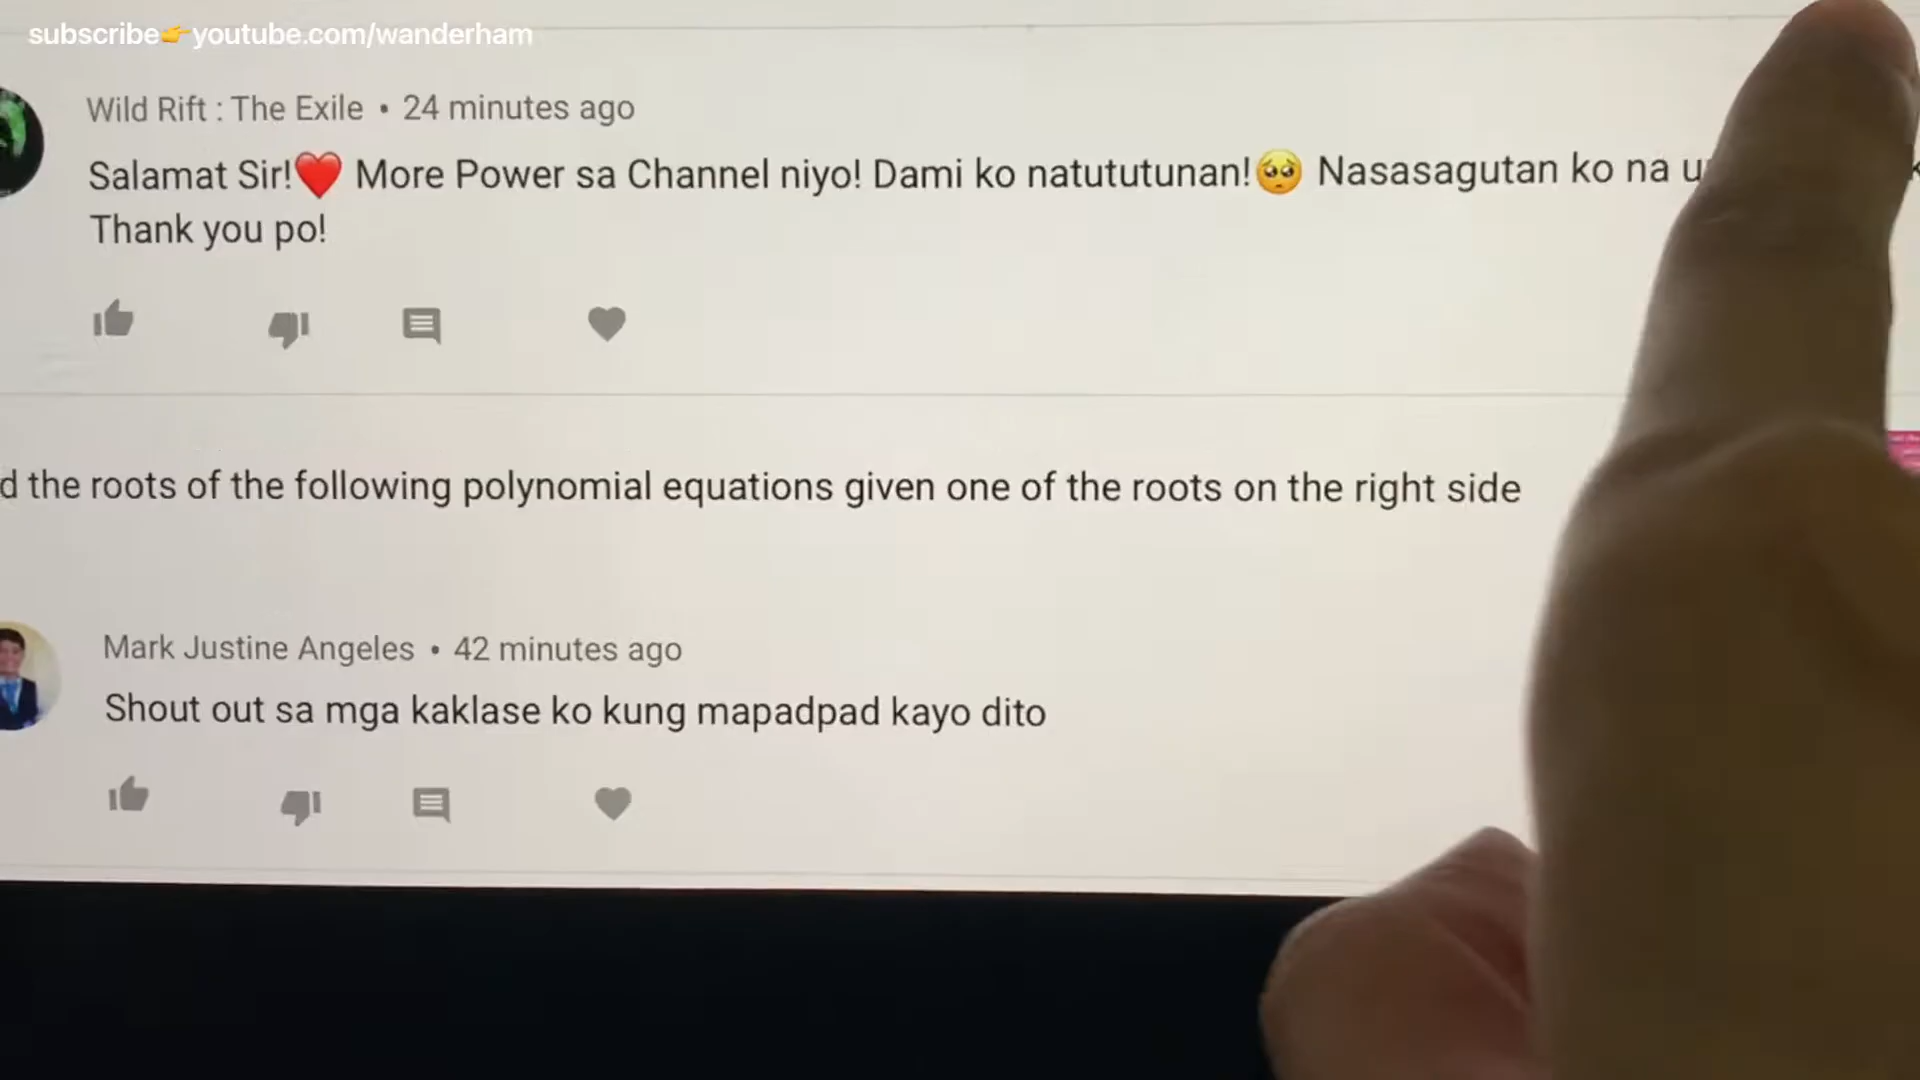 subscribe👉youtube.com/wanderham
Wild Rift : The Exile • 24 minutes ago
Salamat Sir!❤️ More Power sa Channel niyo! Dami ko natututunan!🥺 Nasasagutan ko na
Thank you po!
the roots of the following polynomial equations given one of the roots on the right side
Mark Justine Angeles • 42 minutes ago
Shout out sa mga kaklase ko kung mapadpad kayo dito